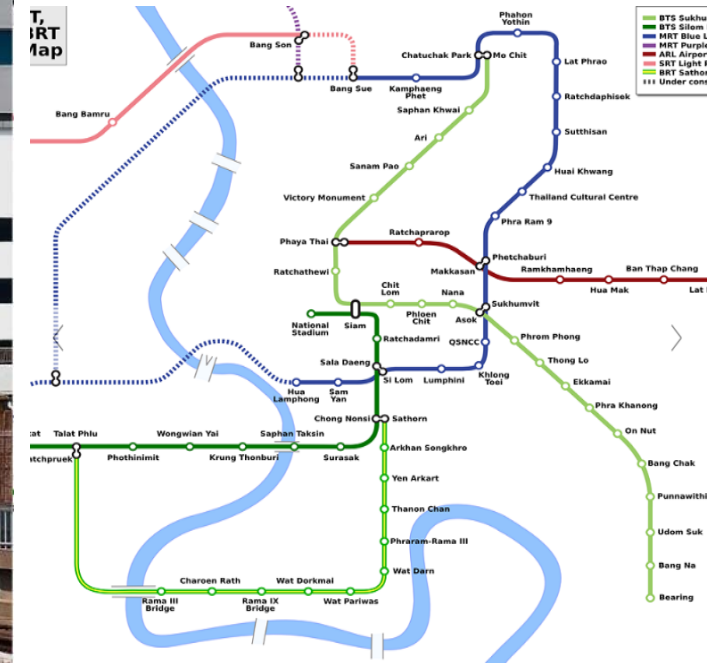 T,
BRT
Map
BTS Sukhu
BTS Silom
MRT Blue L
MRT Purple
ARL Airpor
SRT Light R
BRT Sathor
Under cons
Phahon
Yothin
Bang Son
Chatuchak Park
Mo Chit
Lat Phrao
Bang Sue
Kamphaeng
Phet
Ratchdaphisek
Saphan Khwai
Bang Bamru
Ari
Sutthisan
Sanam Pao
Huai Khwang
Victory Monument
Thailand Cultural Centre
Phra Ram 9
Phaya Thai
Ratchaprarop
Phetchaburi
Makkasan
Ratchathewi
Ramkhamhaeng
Ban Thap Chang
Hua Mak
Lat
Chit
Lom
Nana
Sukhumvit
National
Stadium
Siam
Phloen
Chit
Asok
Ratchadamri
QSNCC
Phrom Phong
Sala Daeng
Thong Lo
Si Lom
Lumphini
Khlong
Toei
Hua
Lamphong
Sam
Yan
Ekkamai
Phra Khanong
Chong Nonsi
Sathorn
Talat Phlu
Wongwian Yai
Saphan Taksin
On Nut
atchpruek
Phothinimit
Krung Thonburi
Surasak
Arkhan Songkhro
Bang Chak
Yen Arkart
Punnawithi
Thanon Chan
Udom Suk
Phraram-Rama III
Bang Na
Wat Darn
Charoen Rath
Wat Dorkmai
Rama III
Bridge
Rama IX
Bridge
Wat Pariwas
Bearing